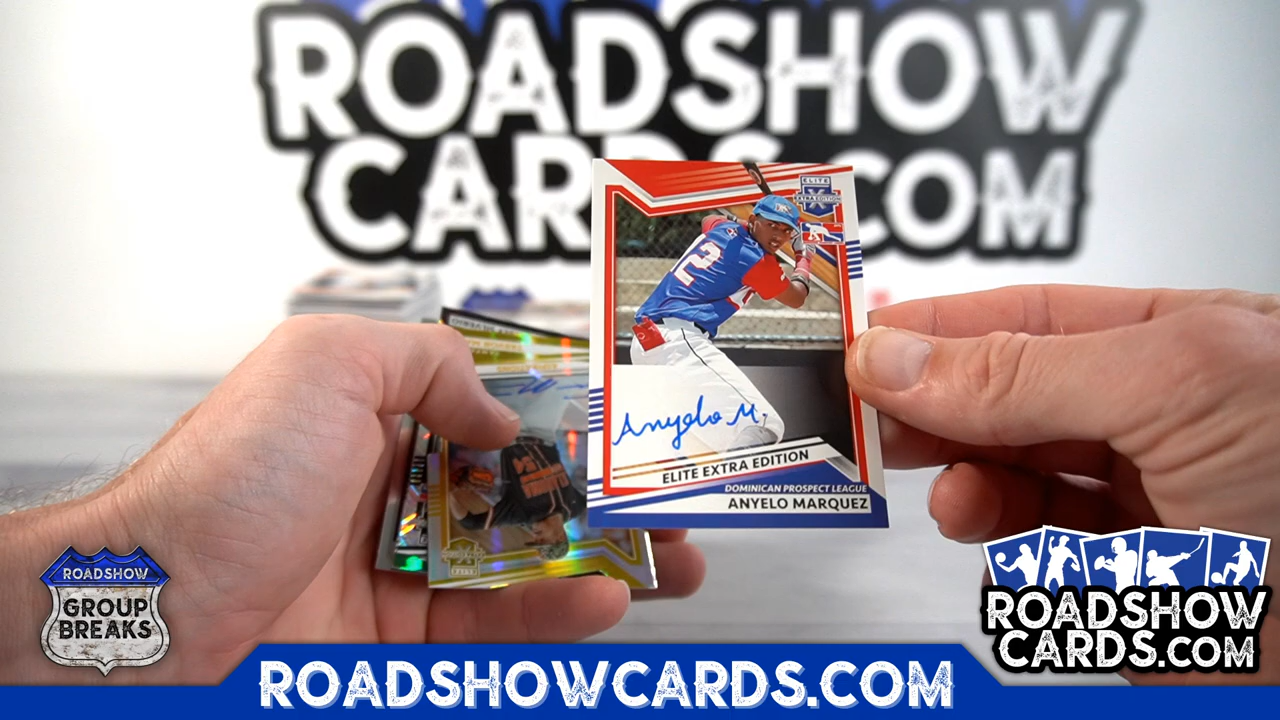 ROADSHOW
CARDS.COM
ELITE
X
EXTRA EDITION
12
Anyelo M.
ELITE EXTRA EDITION
DOMINICAN PROSPECT LEAGUE
ANYELO MARQUEZ
ROADSHOW
GROUP
BREAKS
ROADSHOW
CARDS.COM
ROADSHOWCARDS.COM